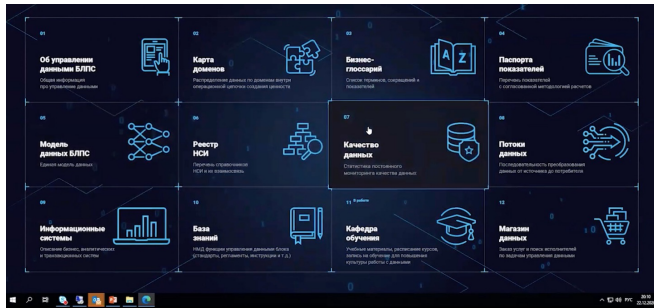 01
Об управлении
данными БЛПС
Общая информация
при управлении данными
02
Карта
доменов
Распределение данных по доменам внутри
операционной цепочки создания ценности
03
Бизнес-
глоссарий
Список терминов, сокращений и
показателей
04
Паспорта
показателей
Перечень показателей
с согласованной методологией расчетов
05
Модель
данных БЛПС
Единая модель данных
06
Реестр
НСИ
Перечень справочников
НСИ и их взаимосвязь
07
Качество
данных
Статистика постоянного
мониторинга качества данных
08
Потоки
данных
Последовательность преобразования
данных от источника до потребителя
09
Информационные
системы
Описание бизнес, аналитических
и транзакционных систем
10
База
знаний
НМД функции управления данными блока
(стандарты, регламенты, инструкции и т.д.)
11 В работе
Кафедра
обучения
Учебные материалы, расписание курсов,
запись на обучение для повышения
культуры работы с данными
12
Магазин
данных
Заказ услуг и поиск исполнителей
по задачам управления данными
A Z
РУС
20:10